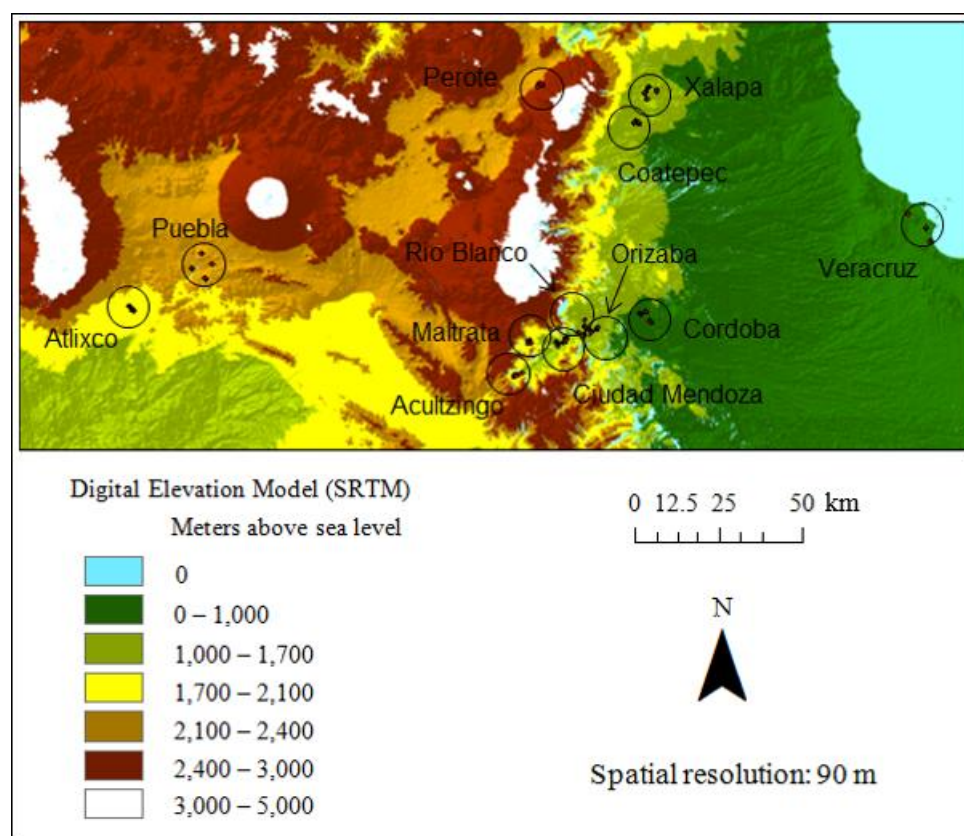 Perote
Xalapa
Coatepec
Puebla
Rio Blanco
Orizaba
Veracruz
Atlixco
Maltrata
Cordoba
Acultzingo
Ciudad Mendoza
Digital Elevation Model (SRTM)
Meters above sea level
0
0 – 1,000
1,000 – 1,700
1,700 – 2,100
2,100 – 2,400
2,400 – 3,000
3,000 – 5,000
0 12.5 25 50 km
N
Spatial resolution: 90 m